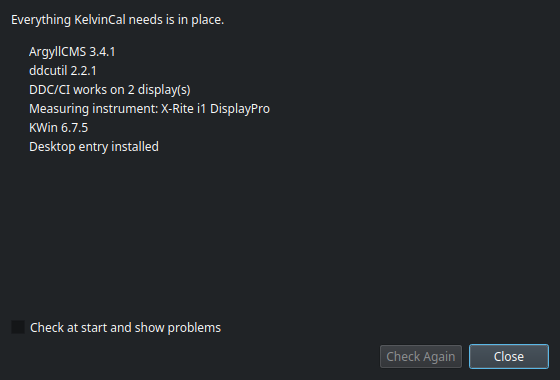 Everything KelvinCal needs is in place.
ArgyllCMS 3.4.1
ddcutil 2.2.1
DDC/CI works on 2 display(s)
Measuring instrument: X-Rite i1 DisplayPro
KWin 6.7.5
Desktop entry installed
Check at start and show problems
Check Again
Close